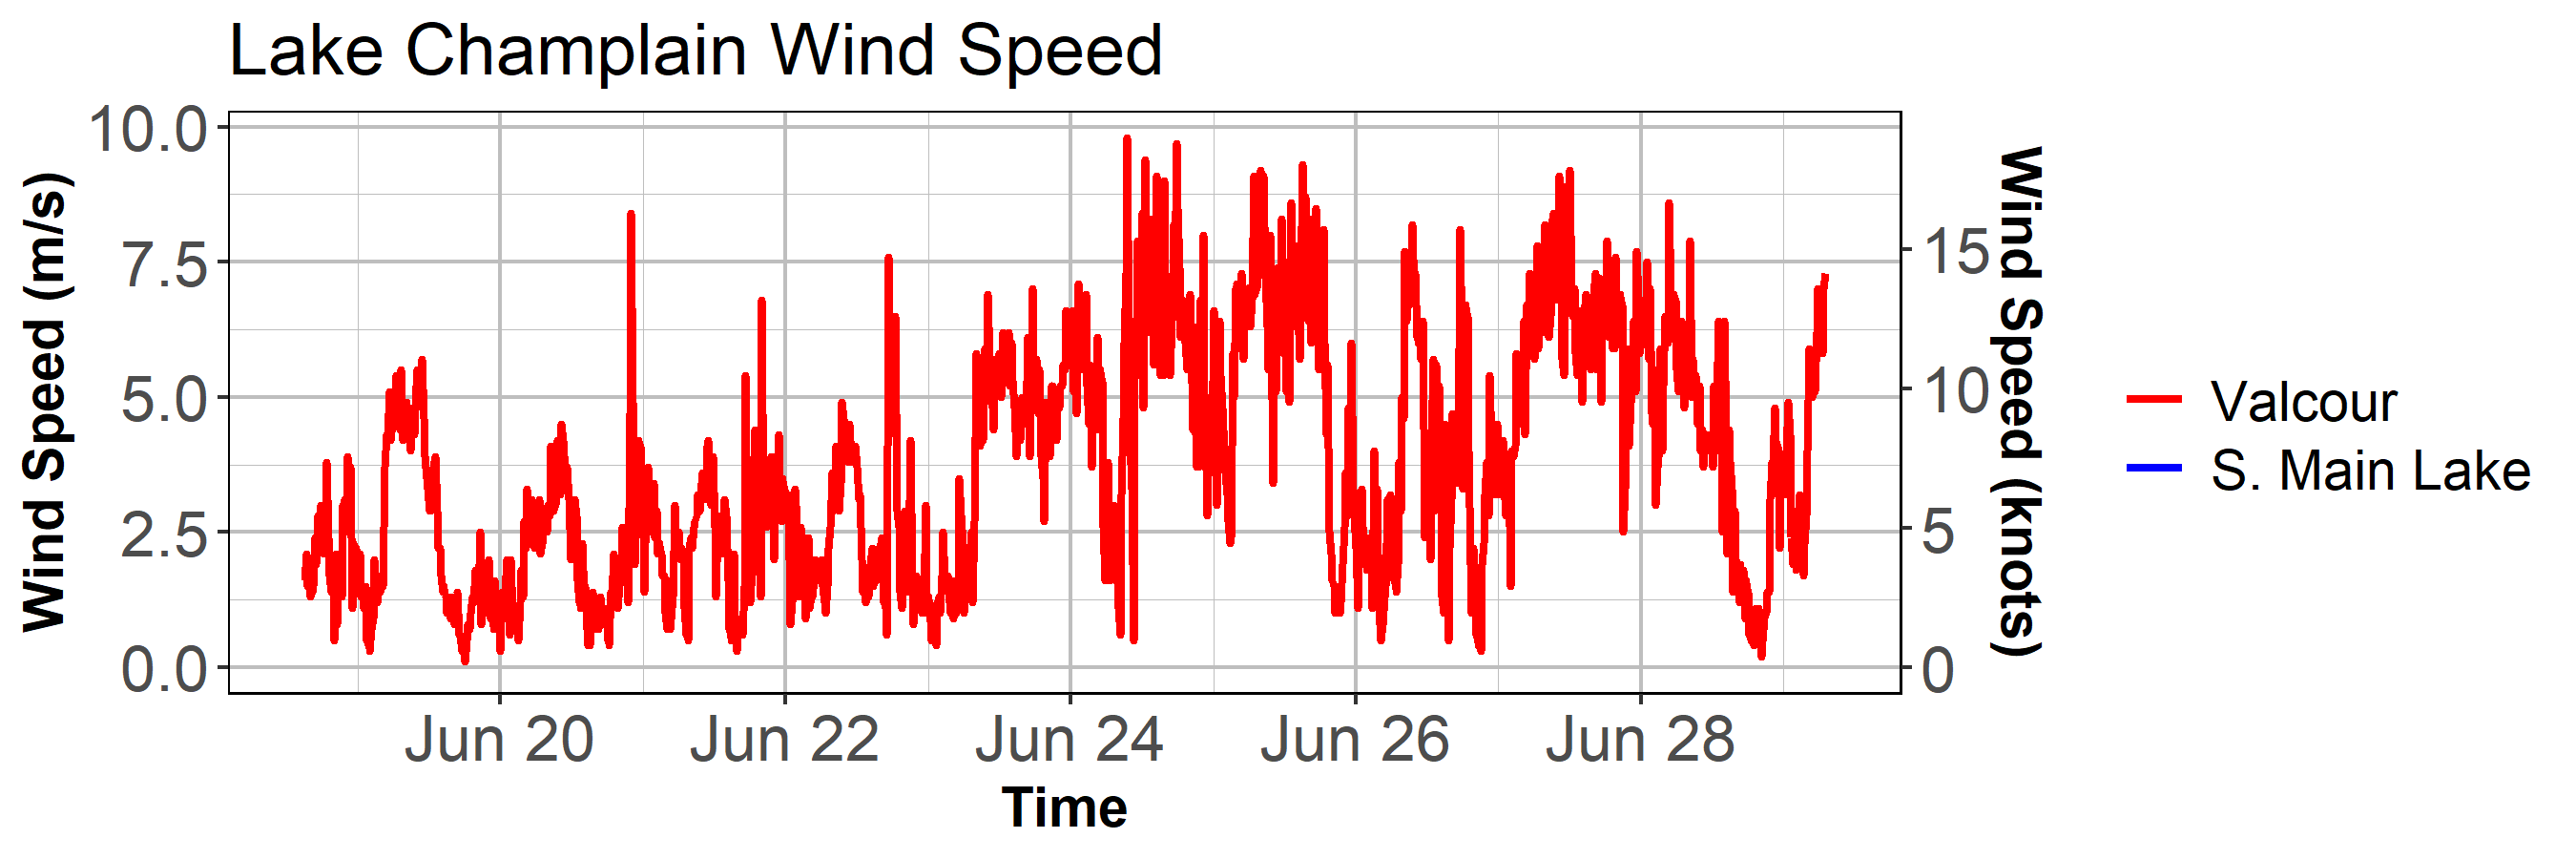 Lake Champlain Wind Speed
Wind Speed (m/s)
10.0
7.5
5.0
2.5
0.0
Jun 20
Jun 22
Jun 24
Jun 26
Jun 28
Time
15
10
5
0
Wind Speed (knots)
Valcour
S. Main Lake